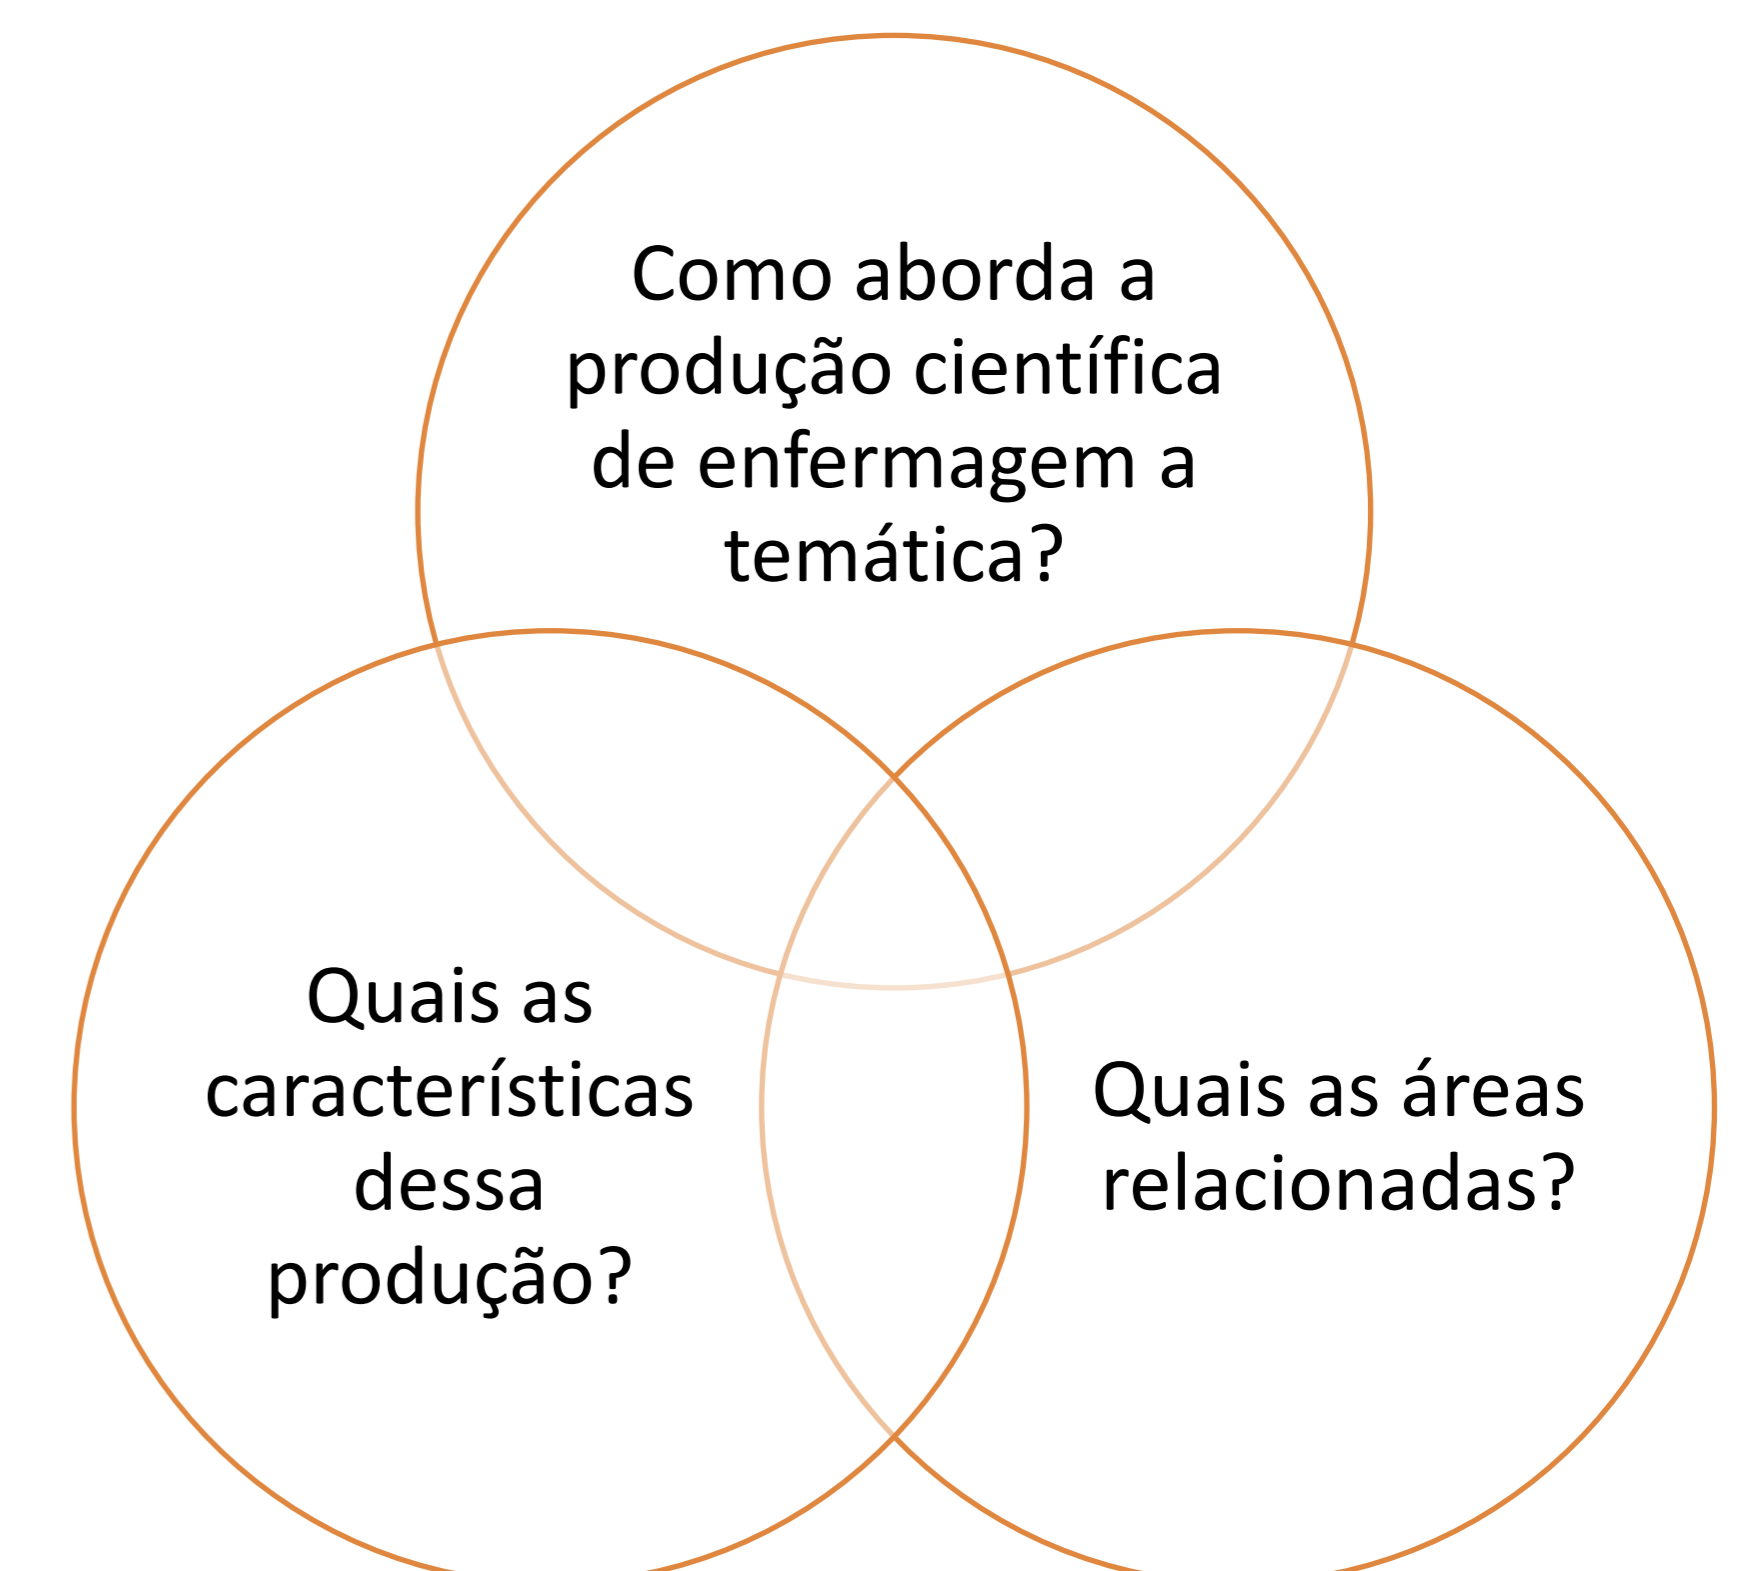 Como aborda a
produção científica
de enfermagem a
temática?
Quais as
características
dessa
produção?
Quais as áreas
relacionadas?